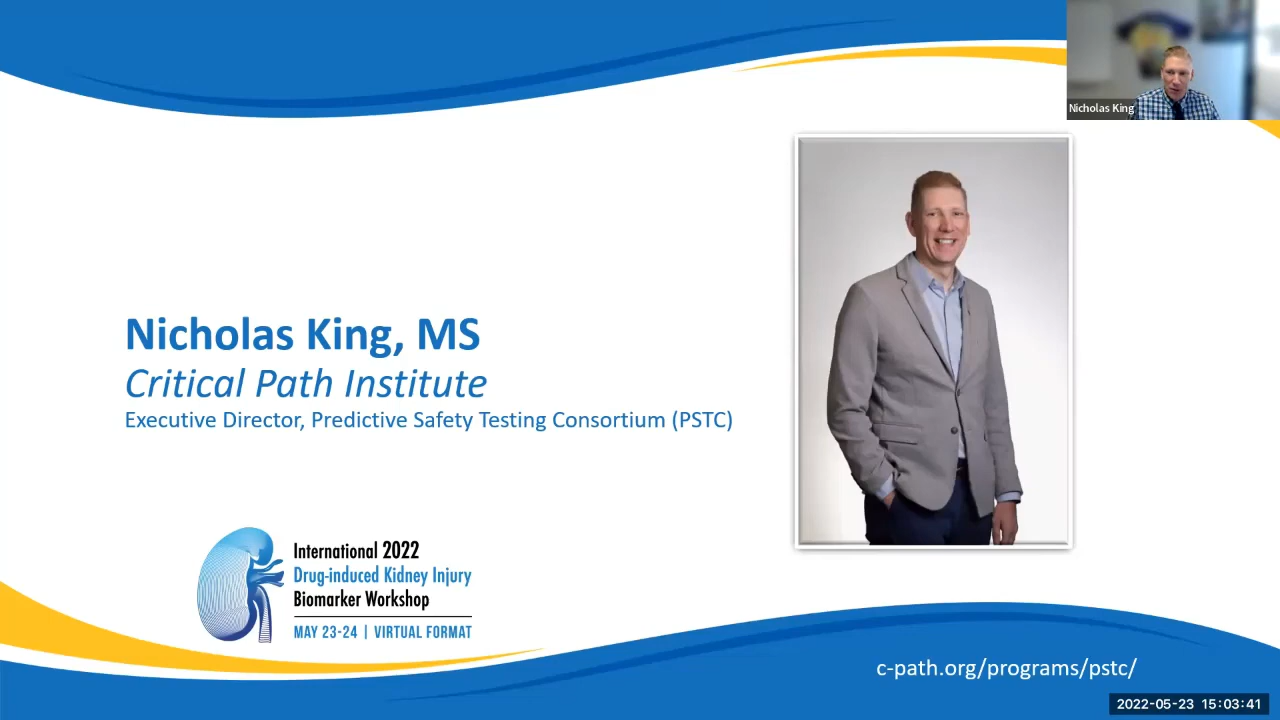 Nicholas King
Nicholas King, MS
Critical Path Institute
Executive Director, Predictive Safety Testing Consortium (PSTC)
International 2022
Drug-induced Kidney Injury
Biomarker Workshop
MAY 23-24 | VIRTUAL FORMAT
c-path.org/programs/pstc/
2022-05-23 15:03:41